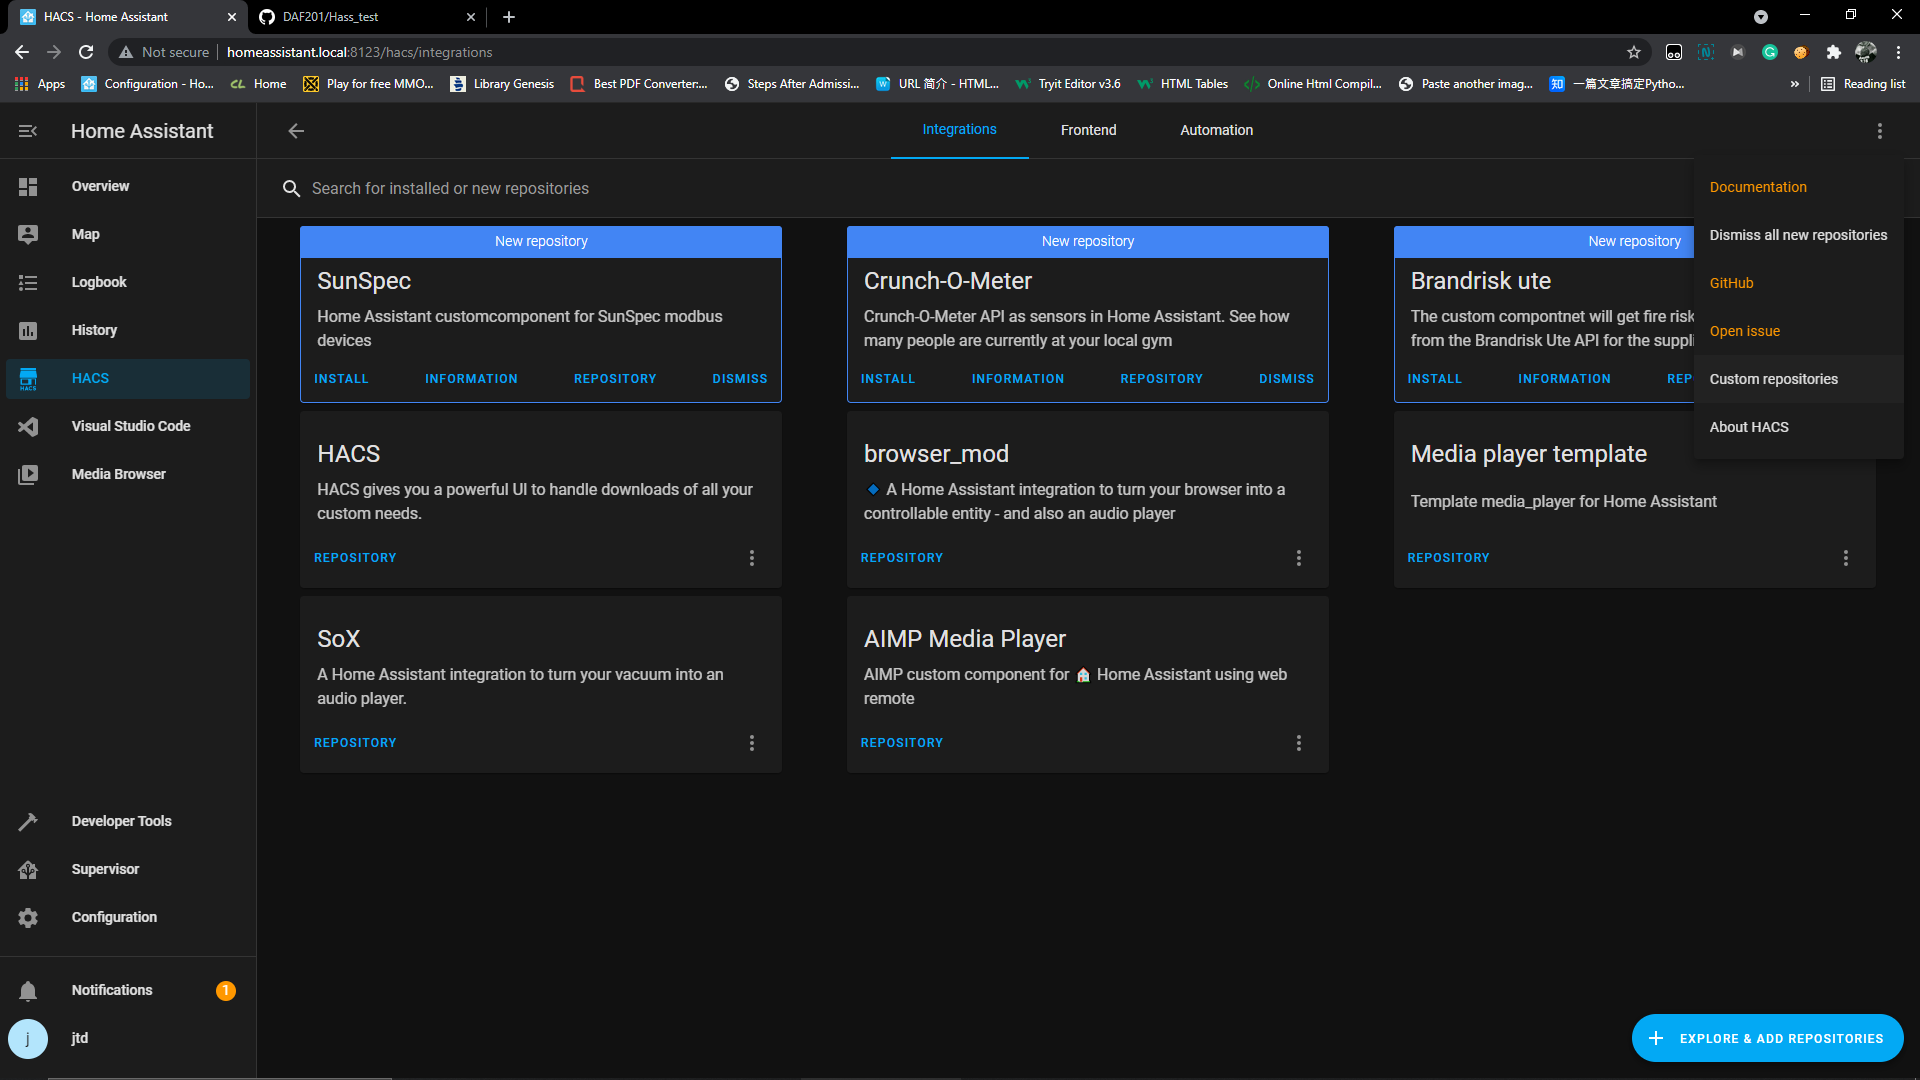 HACS - Home Assistant
DAF201/Hass_test
Not secure
homeassistant.local:8123/hacs/integrations
Apps
Configuration - Ho...
Home
Play for free MMO...
Library Genesis
Best PDF Converter:...
Steps After Admissi...
URL 简介 - HTML...
Tryit Editor v3.6
HTML Tables
Online Html Compil...
Paste another imag...
一篇文章搞定Pytho...
Reading list
Home Assistant
Integrations
Frontend
Automation
Overview
Map
Logbook
History
HACS
Visual Studio Code
Media Browser
Developer Tools
Supervisor
Configuration
Notifications
1
j
jtd
Search for installed or new repositories
New repository
SunSpec
Home Assistant customcomponent for SunSpec modbus
devices
INSTALL
INFORMATION
REPOSITORY
DISMISS
New repository
Crunch-O-Meter
Crunch-O-Meter API as sensors in Home Assistant. See how
many people are currently at your local gym
INSTALL
INFORMATION
REPOSITORY
DISMISS
New repository
Brandrisk ute
The custom compontnet will get fire risk
from the Brandrisk Ute API for the suppli
INSTALL
INFORMATION
REP
Documentation
Dismiss all new repositories
GitHub
Open issue
Custom repositories
About HACS
HACS
HACS gives you a powerful UI to handle downloads of all your
custom needs.
REPOSITORY
browser_mod
A Home Assistant integration to turn your browser into a
controllable entity - and also an audio player
REPOSITORY
Media player template
Template media_player for Home Assistant
REPOSITORY
SoX
A Home Assistant integration to turn your vacuum into an
audio player.
REPOSITORY
AIMP Media Player
AIMP custom component for Home Assistant using web
remote
REPOSITORY
EXPLORE & ADD REPOSITORIES